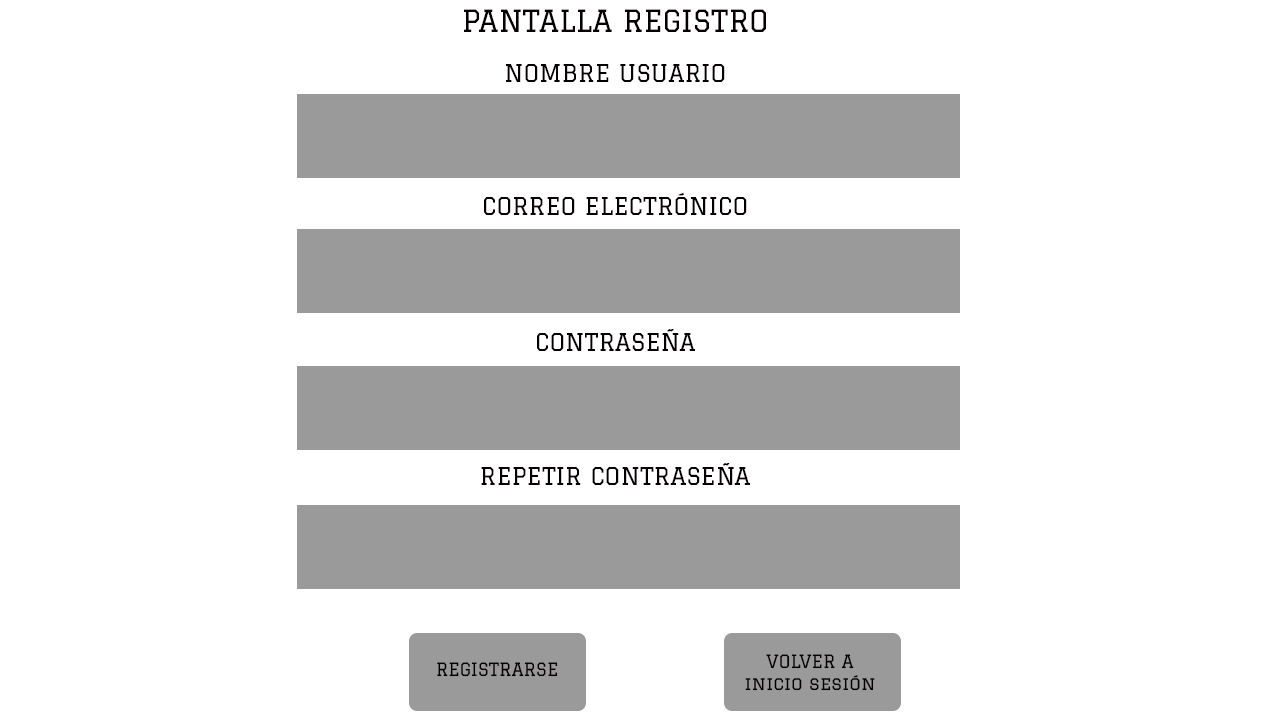 PANTALLA REGISTRO
NOMBRE USUARIO
CORREO ELECTRÓNICO
CONTRASEÑA
REPETIR CONTRASEÑA
REGISTRARSE
VOLVER A
INICIO SESIÓN